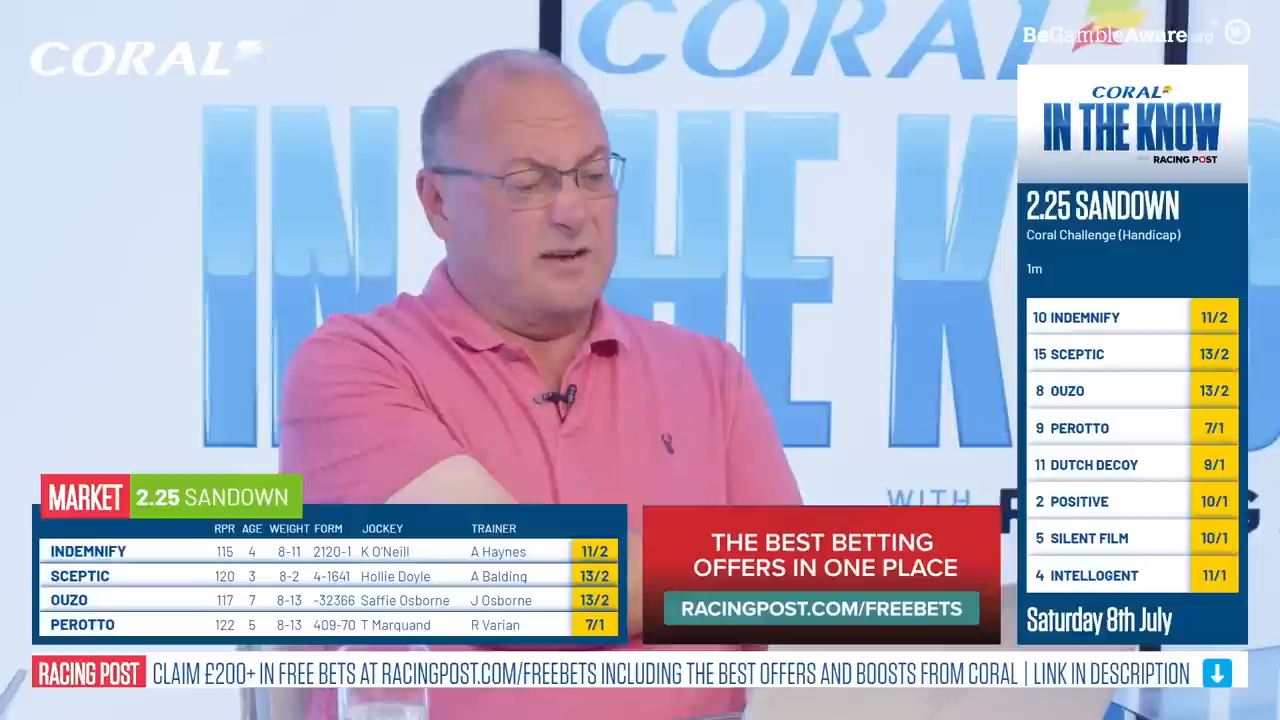 CORAL
CORAL
BeGambleAware.org 18+
IN THE KNOW
WITH
CORAL
IN THE KNOW
WITH RACING POST
2.25 SANDOWN
Coral Challenge (Handicap)
1m
10 INDEMNIFY 11/2
15 SCEPTIC 13/2
8 OUZO 13/2
9 PEROTTO 7/1
11 DUTCH DECOY 9/1
2 POSITIVE 10/1
5 SILENT FILM 10/1
4 INTELLOGENT 11/1
Saturday 8th July
MARKET 2.25 SANDOWN
RPR AGE WEIGHT FORM JOCKEY TRAINER
INDEMNIFY 115 4 8-11 2120-1 K O'Neill A Haynes 11/2
SCEPTIC 120 3 8-2 4-1641 Hollie Doyle A Balding 13/2
OUZO 117 7 8-13 -32366 Saffie Osborne J Osborne 13/2
PEROTTO 122 5 8-13 409-70 T Marquand R Varian 7/1
THE BEST BETTING
OFFERS IN ONE PLACE
RACINGPOST.COM/FREEBETS
RACING POST CLAIM £200+ IN FREE BETS AT RACINGPOST.COM/FREEBETS INCLUDING THE BEST OFFERS AND BOOSTS FROM CORAL | LINK IN DESCRIPTION